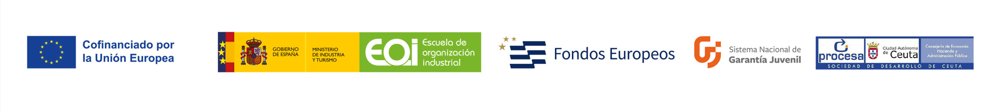 Cofinanciado por
la Unión Europea
GOBIERNO
DE ESPAÑA
MINISTERIO
DE INDUSTRIA
Y TURISMO
eoi
Escuela de
organización
industrial
Fondos Europeos
Sistema Nacional de
Garantía Juvenil
procesa
Ciudad Autónoma
de Ceuta
Consejería de Economía,
Hacienda y
Administración Pública
SOCIEDAD DE DESARROLLO DE CEUTA